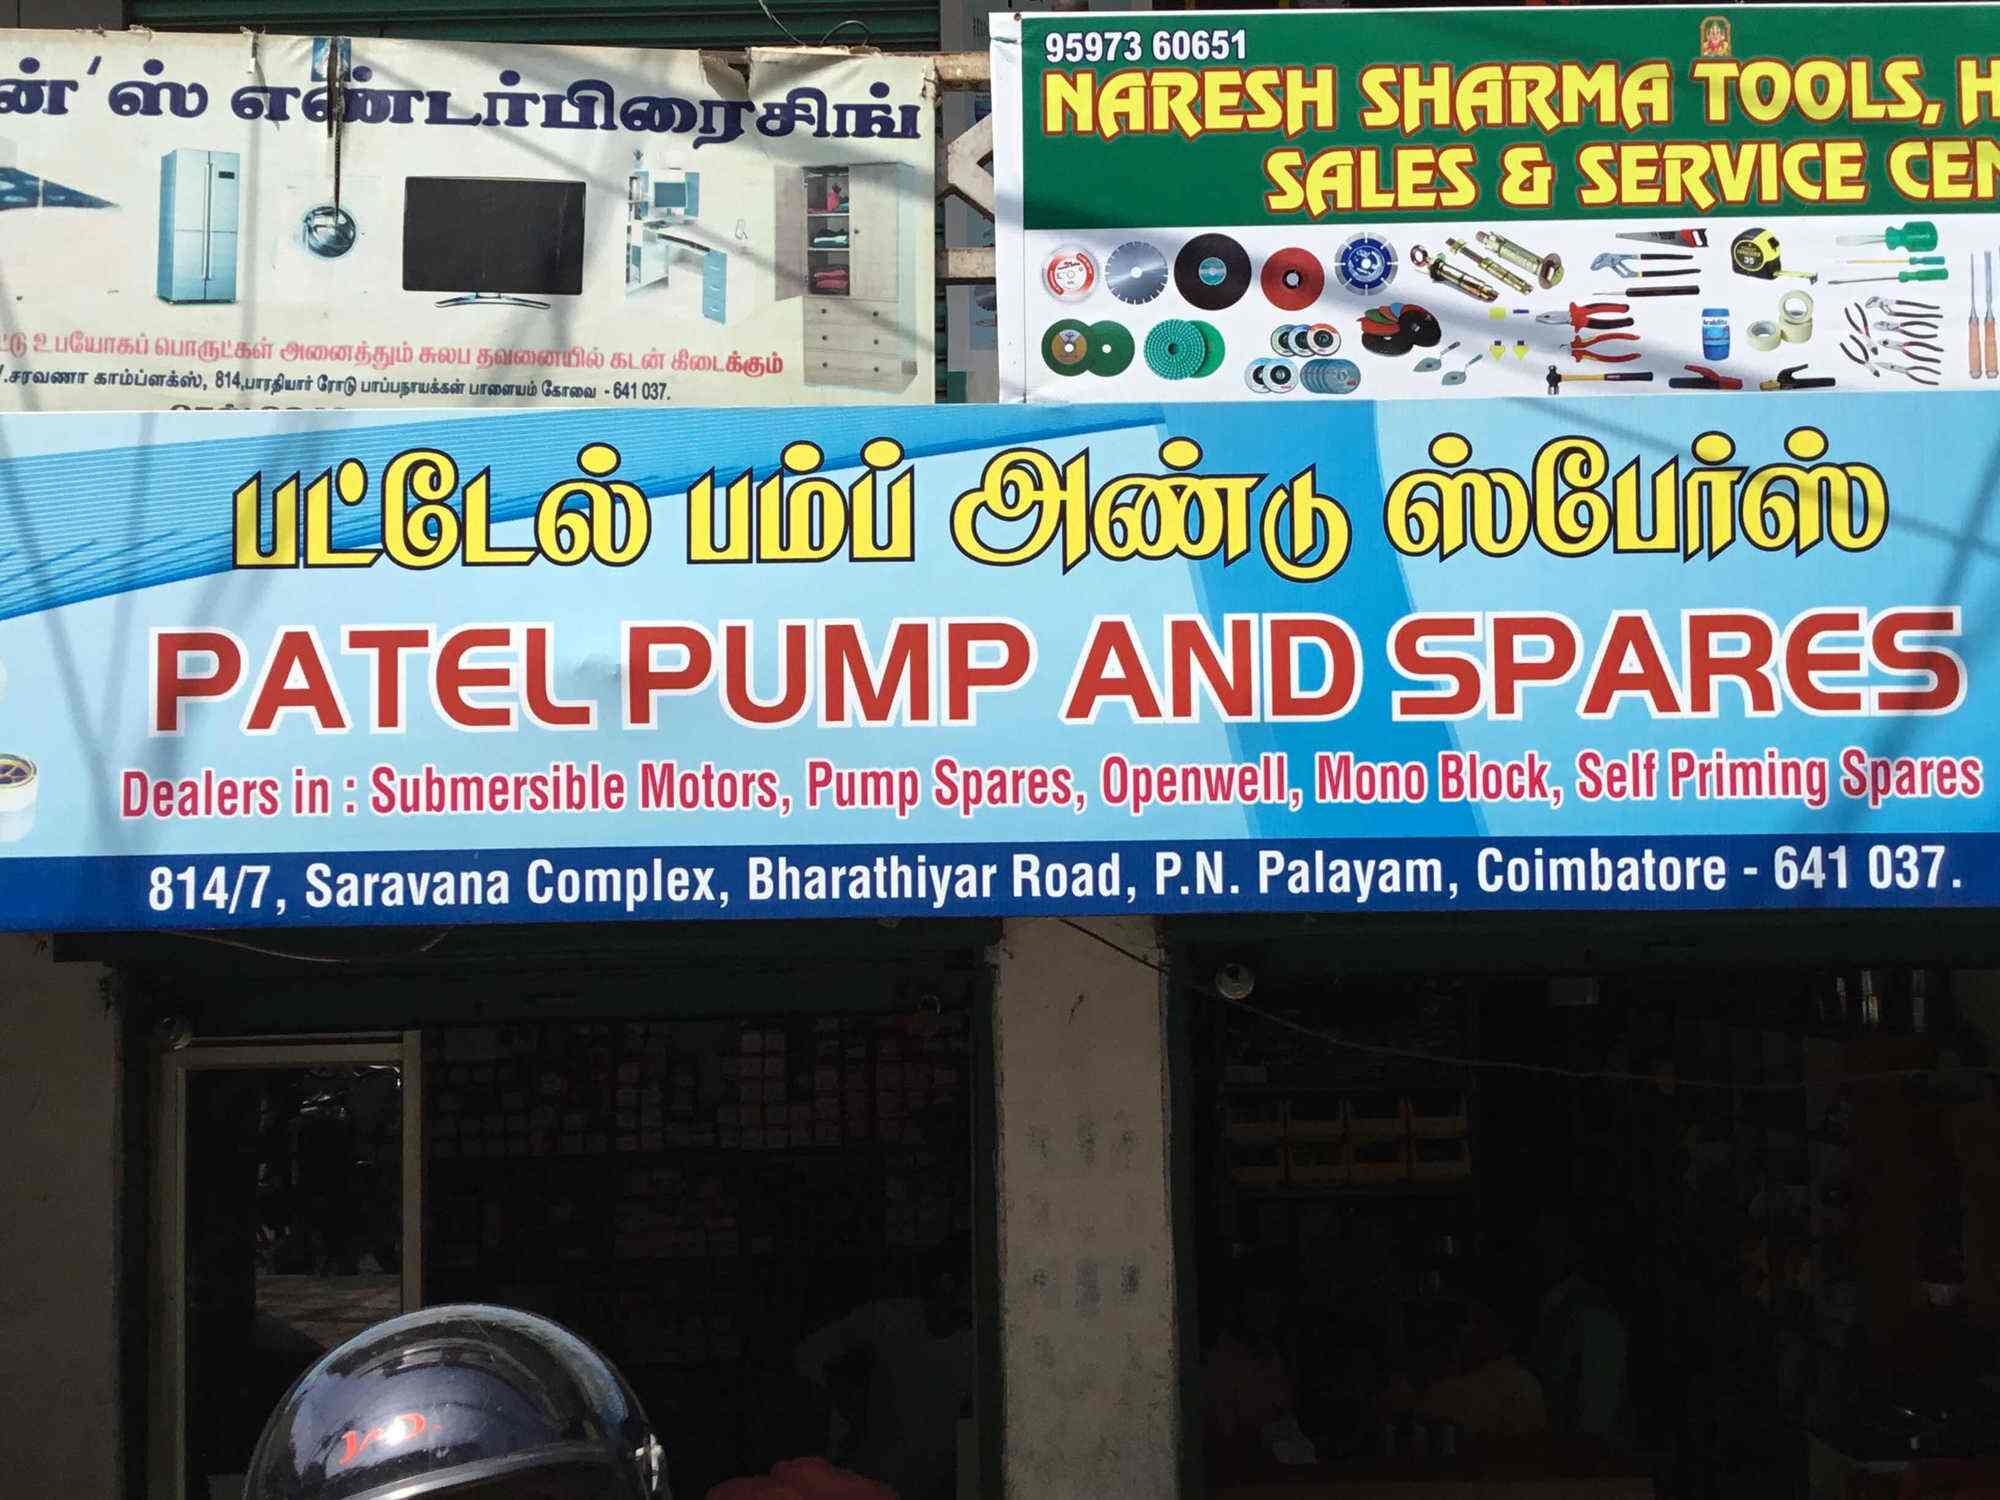 ன்'ஸ் எண்டர்பிரைசிங்
உபயோகப் பொருட்கள் அனைத்தும் சுலப தவணையில் கடன் கிடைக்கும்
சரவணா காம்ப்ளக்ஸ், 814,பாரதியார் ரோடு பாப்பநாயக்கன் பாளையம் கோவை - 641 037.
95973 60651
NARESH SHARMA TOOLS, H
SALES & SERVICE CEN
பட்டேல் பம்ப் அண்டு ஸ்பேர்ஸ்
PATEL PUMP AND SPARES
Dealers in : Submersible Motors, Pump Spares, Openwell, Mono Block, Self Priming Spares
814/7, Saravana Complex, Bharathiyar Road, P.N. Palayam, Coimbatore - 641 037.